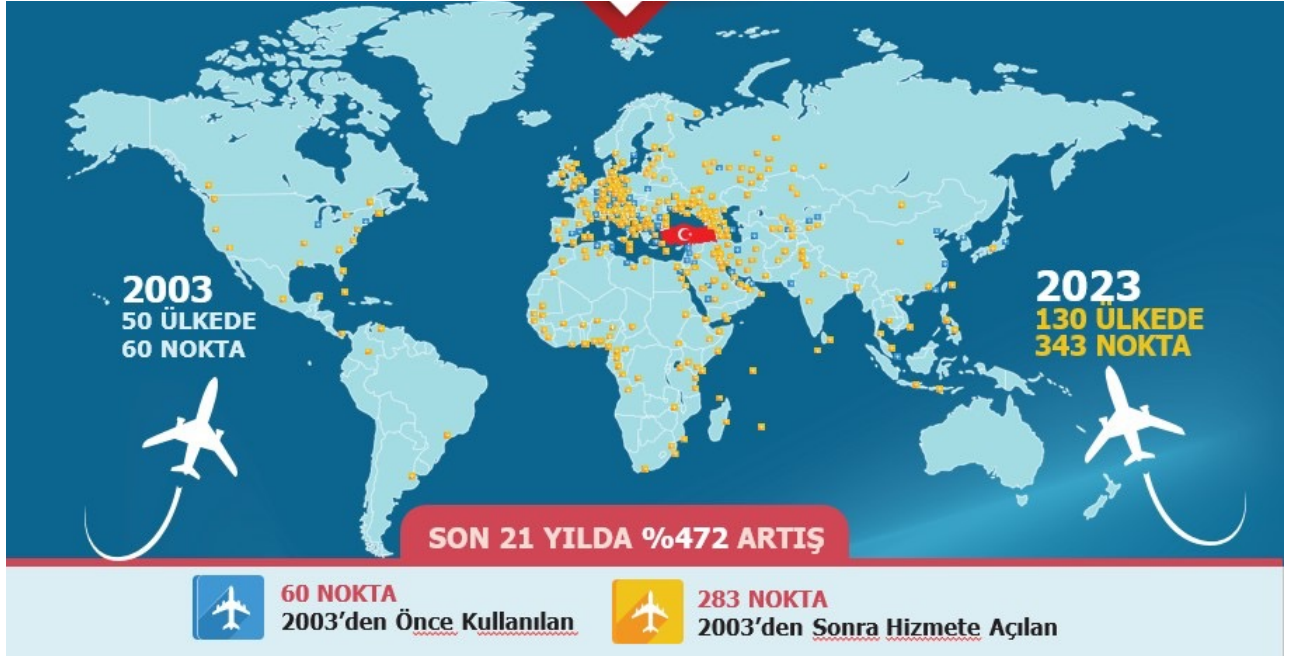 2003
50 ÜLKEDE
60 NOKTA
2023
130 ÜLKEDE
343 NOKTA
SON 21 YILDA %472 ARTIŞ
60 NOKTA
2003’den Önce Kullanılan
283 NOKTA
2003’den Sonra Hizmete Açılan